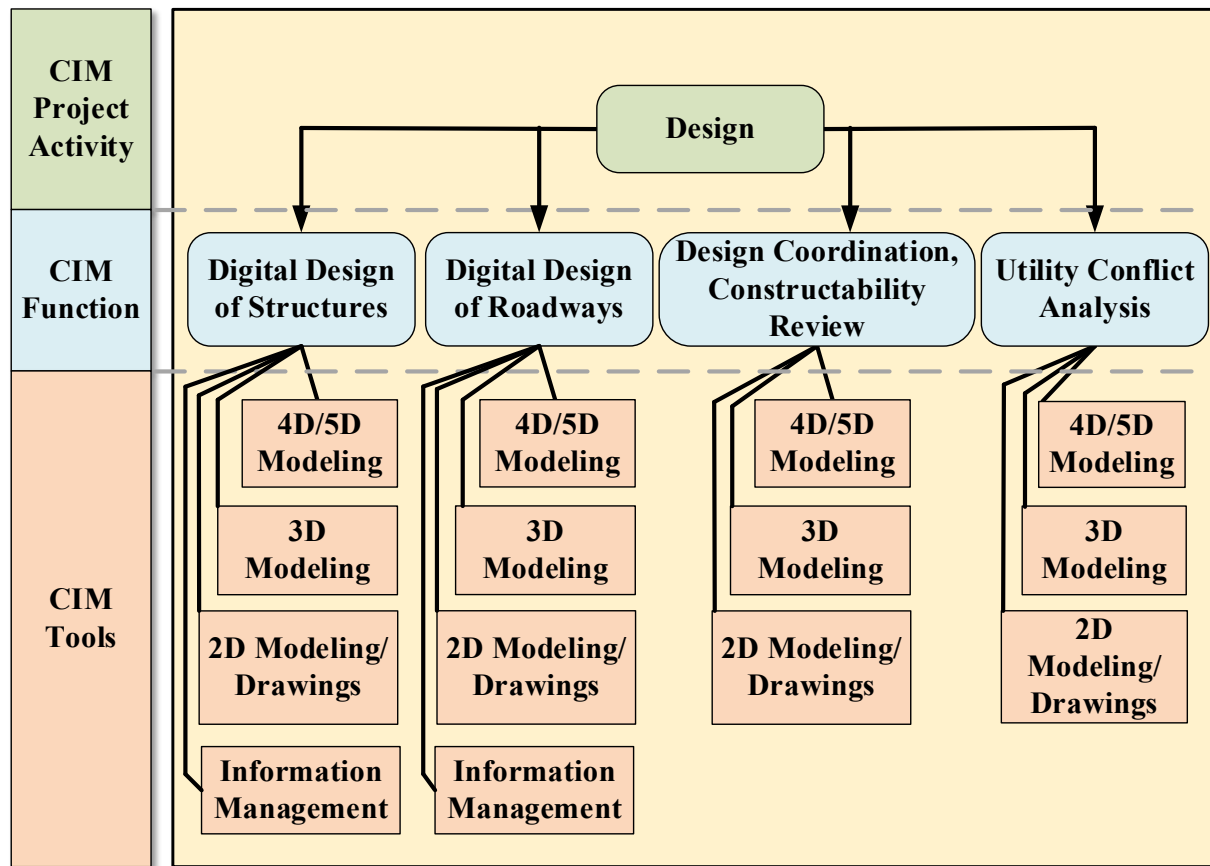 CIM
Project
Activity
Design
CIM
Function
Digital Design
of Structures
Digital Design
of Roadways
Design Coordination,
Constructability
Review
Utility Conflict
Analysis
CIM
Tools
4D/5D
Modeling
3D
Modeling
2D Modeling/
Drawings
Information
Management
4D/5D
Modeling
3D
Modeling
2D Modeling/
Drawings
Information
Management
4D/5D
Modeling
3D
Modeling
2D Modeling/
Drawings
4D/5D
Modeling
3D
Modeling
2D
Modeling/
Drawings